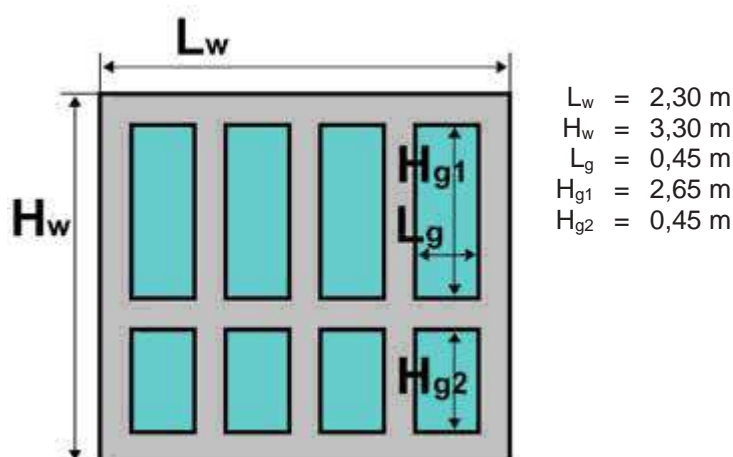 Lw
Hw
Hg1
Lg
Hg2
Lw = 2,30 m
Hw = 3,30 m
Lg = 0,45 m
Hg1 = 2,65 m
Hg2 = 0,45 m